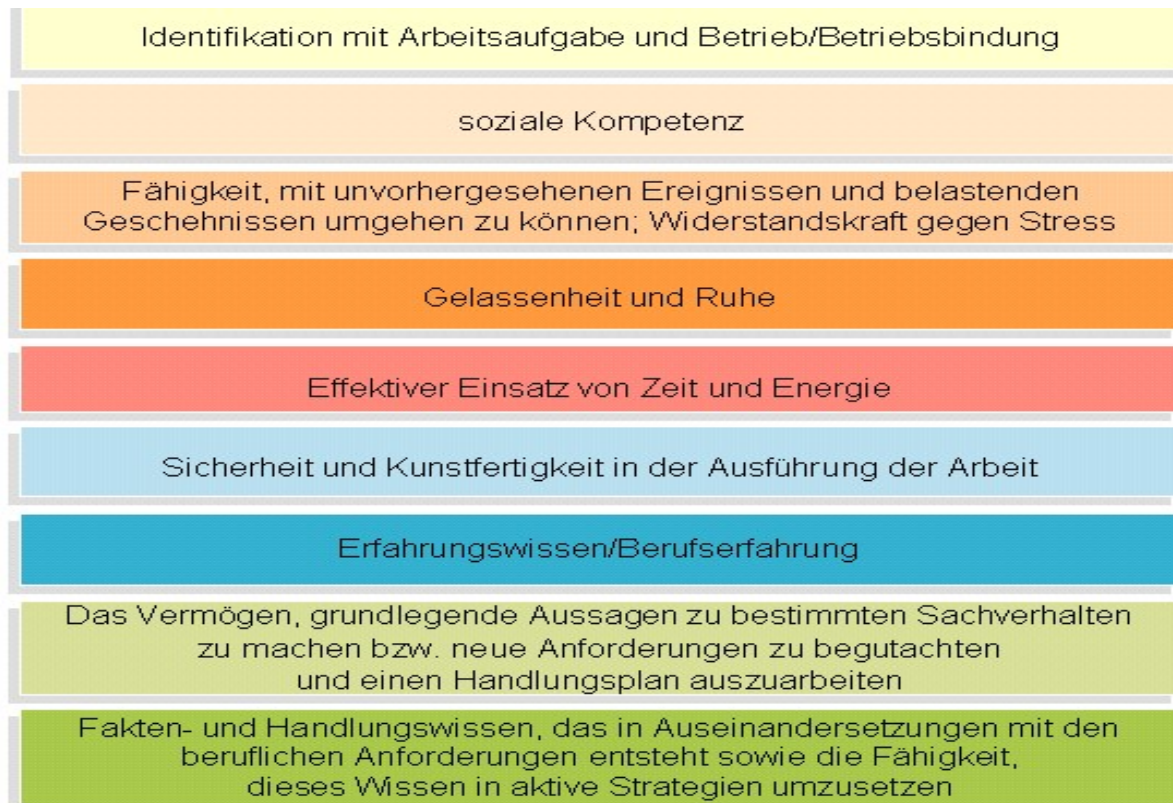 Identifikation mit Arbeitsaufgabe und Betrieb/Betriebsbindung
soziale Kompetenz
Fähigkeit, mit unvorhergesehenen Ereignissen und belastenden
Geschehnissen umgehen zu können; Widerstandskraft gegen Stress
Gelassenheit und Ruhe
Effektiver Einsatz von Zeit und Energie
Sicherheit und Kunstfertigkeit in der Ausführung der Arbeit
Erfahrungswissen/Berufserfahrung
Das Vermögen, grundlegende Aussagen zu bestimmten Sachverhalten
zu machen bzw. neue Anforderungen zu begutachten
und einen Handlungsplan auszuarbeiten
Fakten- und Handlungswissen, das in Auseinandersetzungen mit den
beruflichen Anforderungen entsteht sowie die Fähigkeit,
dieses Wissen in aktive Strategien umzusetzen